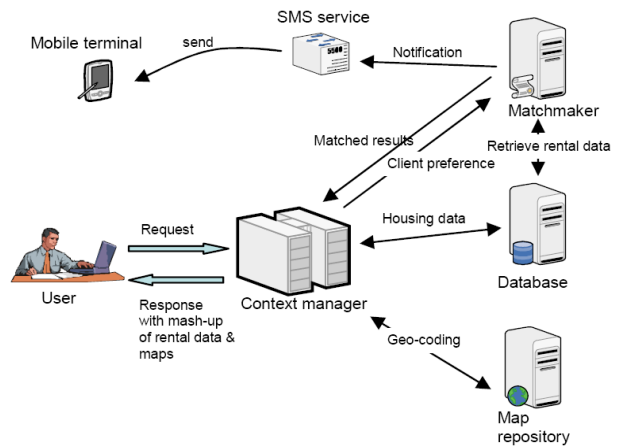 SMS service
Mobile terminal
send
5500
Notification
Matchmaker
Matched results
Client preference
Retrieve rental data
Request
Housing data
User
Context manager
Database
Response
with mash-up
of rental data &
maps
Geo-coding
Map
repository